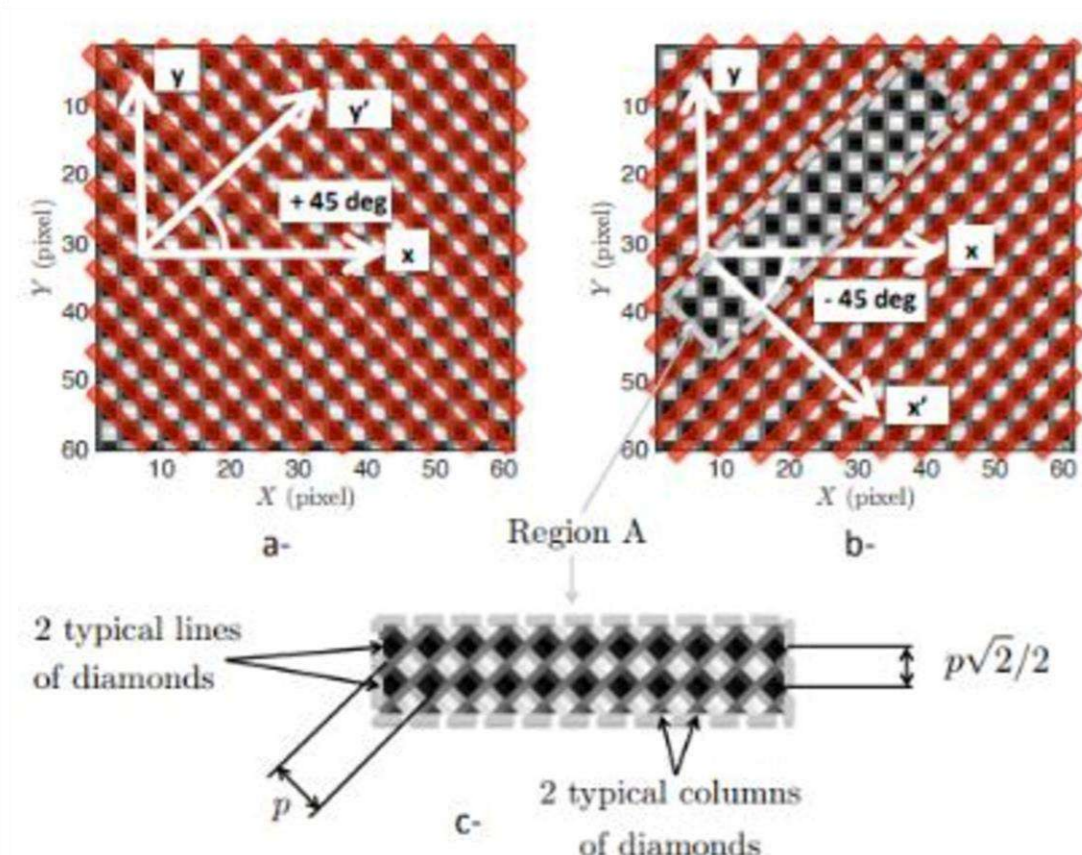 y
y'
+ 45 deg
x
10
20
30
40
50
60
Y (pixel)
10 20 30 40 50 60
X (pixel)
a-
y
x
- 45 deg
x'
10
20
30
40
50
60
Y (pixel)
10 20 30 40 50 60
X (pixel)
b-
Region A
2 typical lines
of diamonds
p√2/2
p
2 typical columns
of diamonds
c-